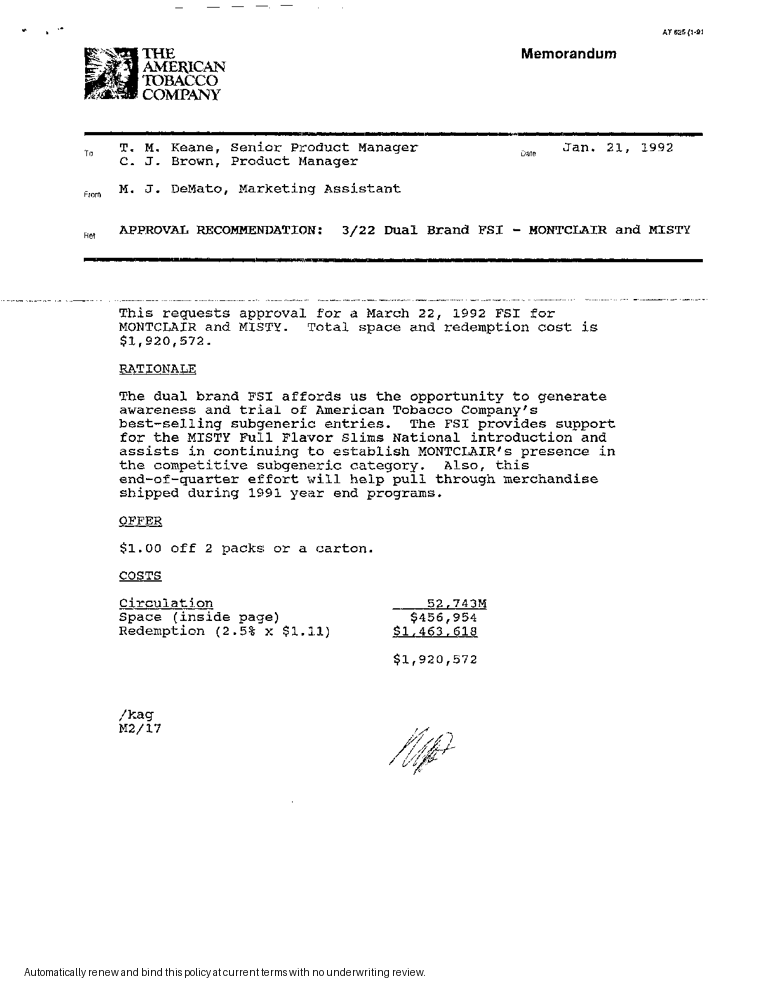 AT 625 (1-91
THE
AMERICAN
TOBACCO
COMPANY
Memorandum
To T. M. Keane, Senior Product Manager
C. J. Brown, Product Manager
Date Jan. 21, 1992
From M. J. DeMato, Marketing Assistant
Ref APPROVAL RECOMMENDATION: 3/22 Dual Brand FSI - MONTCLAIR and MISTY
This requests approval for a March 22, 1992 FSI for
MONTCLAIR and MISTY. Total space and redemption cost is
$1,920,572.
RATIONALE
The dual brand FSI affords us the opportunity to generate
awareness and trial of American Tobacco Company's
best-selling subgeneric entries. The FSI provides support
for the MISTY Full Flavor Slims National introduction and
assists in continuing to establish MONTCLAIR's presence in
the competitive subgeneric category. Also, this
end-of-quarter effort will help pull through merchandise
shipped during 1991 year end programs.
OFFER
$1.00 off 2 packs or a carton.
COSTS
Circulation 52,743M
Space (inside page) $456,954
Redemption (2.5% x $1.11) $1,463,618
$1,920,572
/kag
M2/17
Automatically renew and bind this policy at current terms with no underwriting review.